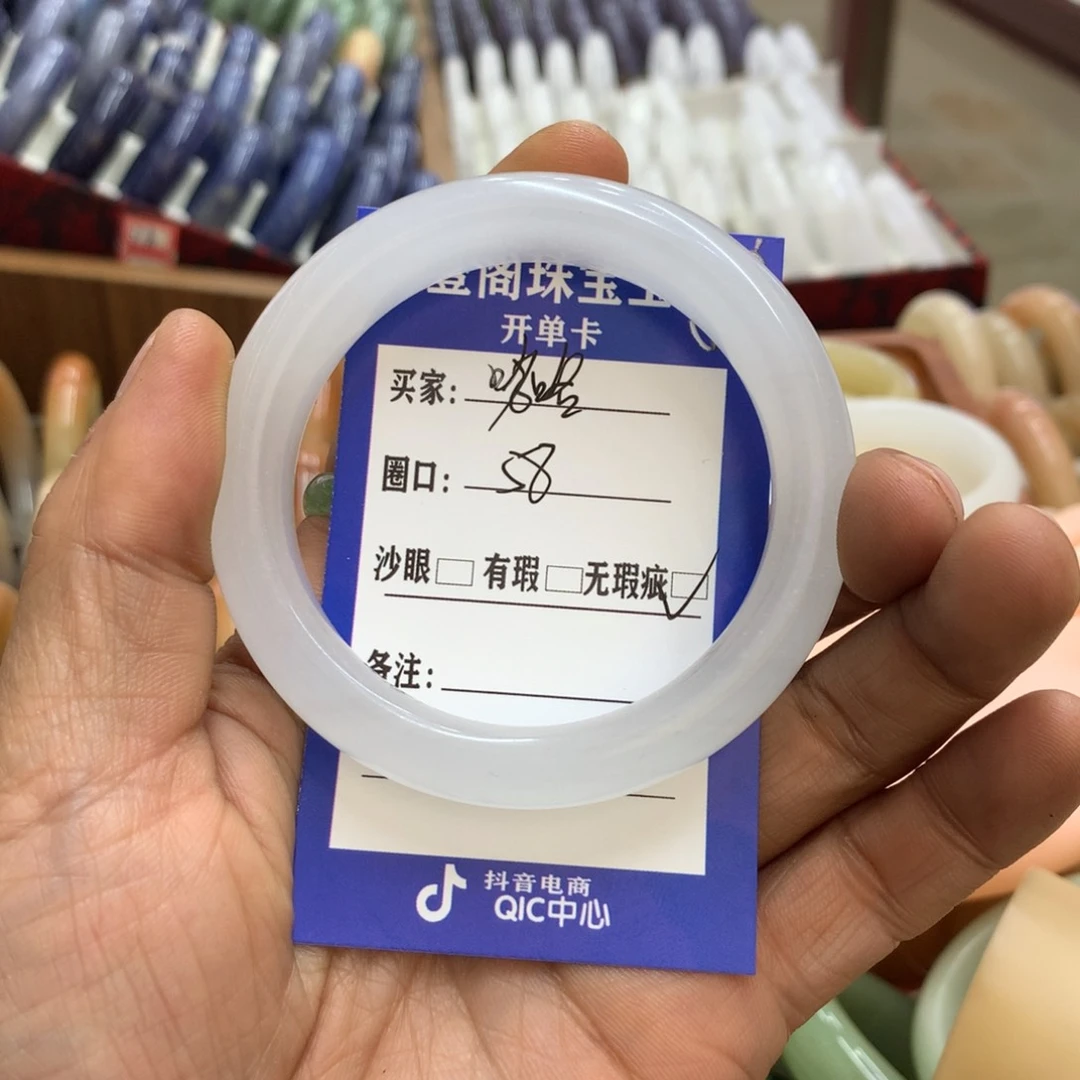 阁珠宝
开单卡
买家：
圈口：58
沙眼 有瑕 无瑕疵✓
备注：
抖音电商
QIC中心